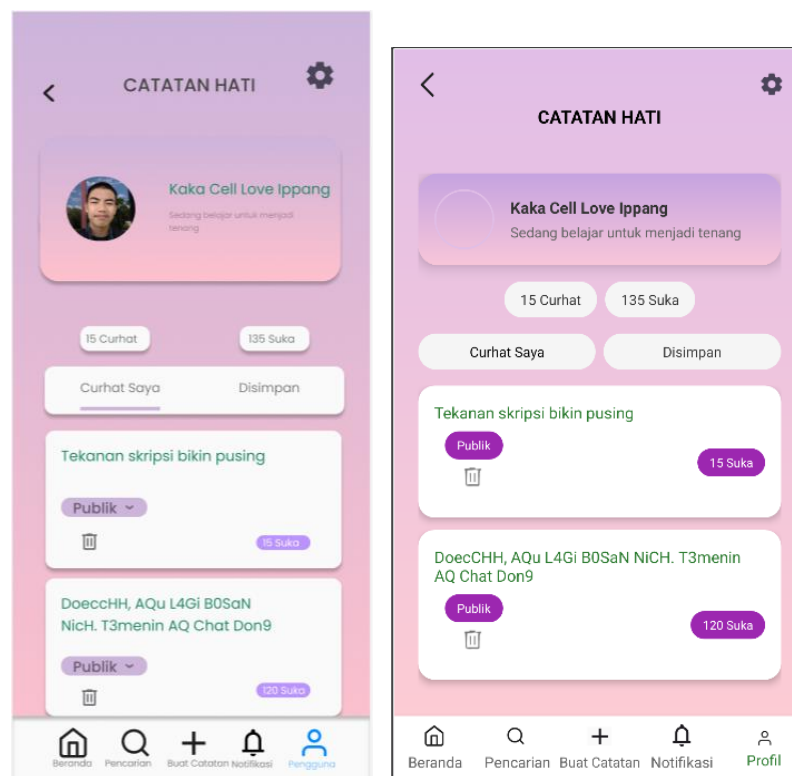 CATATAN HATI
Kaka Cell Love Ippang
Sedang belajar untuk menjadi
tenang
15 Curhat
135 Suka
Curhat Saya
Disimpan
Tekanan skripsi bikin pusing
Publik
15 Suka
DoeccHH, AQu L4Gi B0SaN
NicH. T3menin AQ Chat Don9
Publik
120 Suka
Beranda
Pencarian
Buat Catatan
Notifikasi
Pengguna
CATATAN HATI
Kaka Cell Love Ippang
Sedang belajar untuk menjadi tenang
15 Curhat
135 Suka
Curhat Saya
Disimpan
Tekanan skripsi bikin pusing
Publik
15 Suka
DoecCHH, AQu L4Gi B0SaN NiCH. T3menin
AQ Chat Don9
Publik
120 Suka
Beranda
Pencarian
Buat Catatan
Notifikasi
Profil